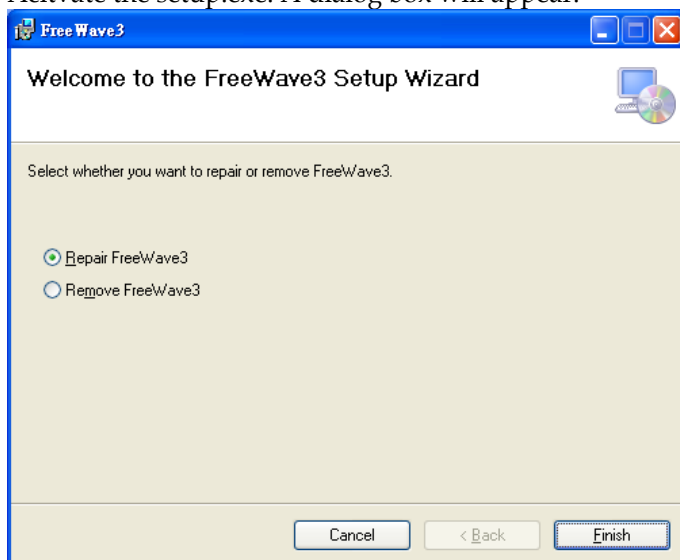 Activate the setup.exe. A dialog box will appear.
FreeWave3
Welcome to the FreeWave3 Setup Wizard
Select whether you want to repair or remove FreeWave3.
Repair FreeWave3
Remove FreeWave3
Cancel
< Back
Finish